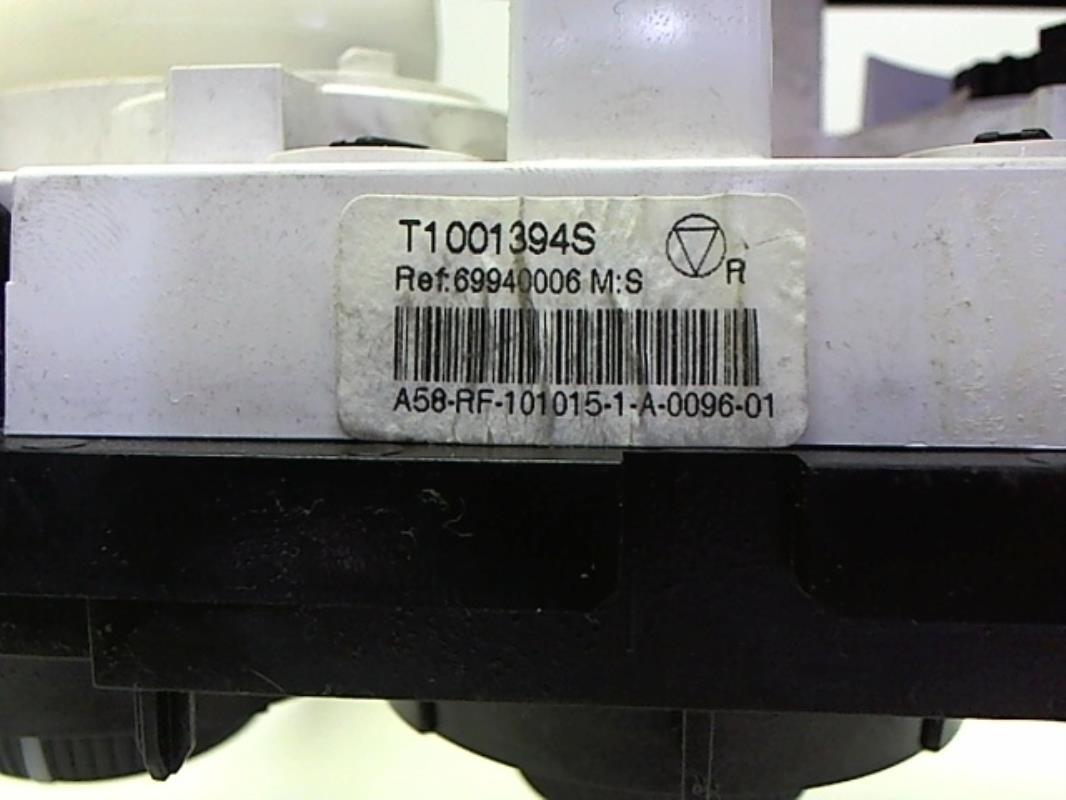 T1001394S
R
Ref:69940006 M:S
A58-RF-101015-1-A-0096-01